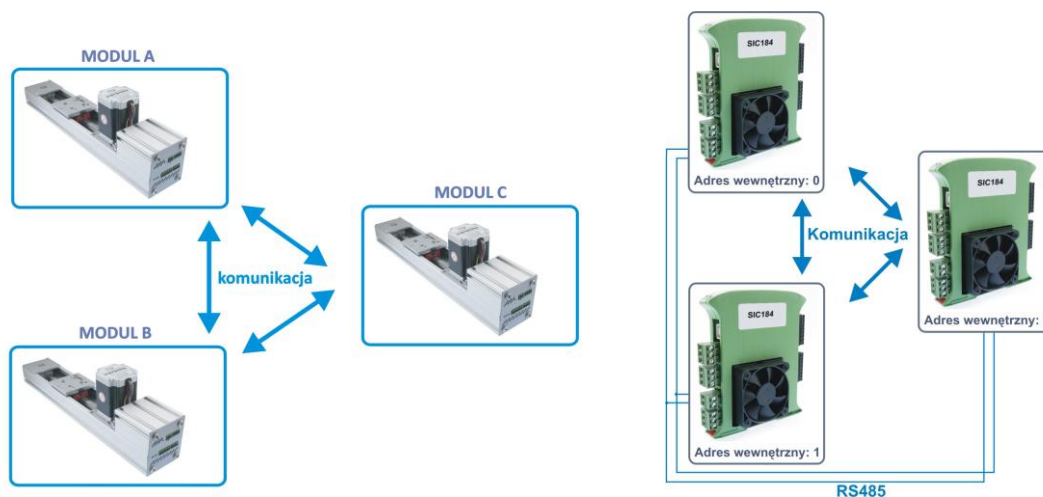 MODUL A
MODUL C
komunikacja
MODUL B
SIC184
Adres wewnętrzny: 0
SIC184
Komunikacja
Adres wewnętrzny:
SIC184
Adres wewnętrzny: 1
RS485